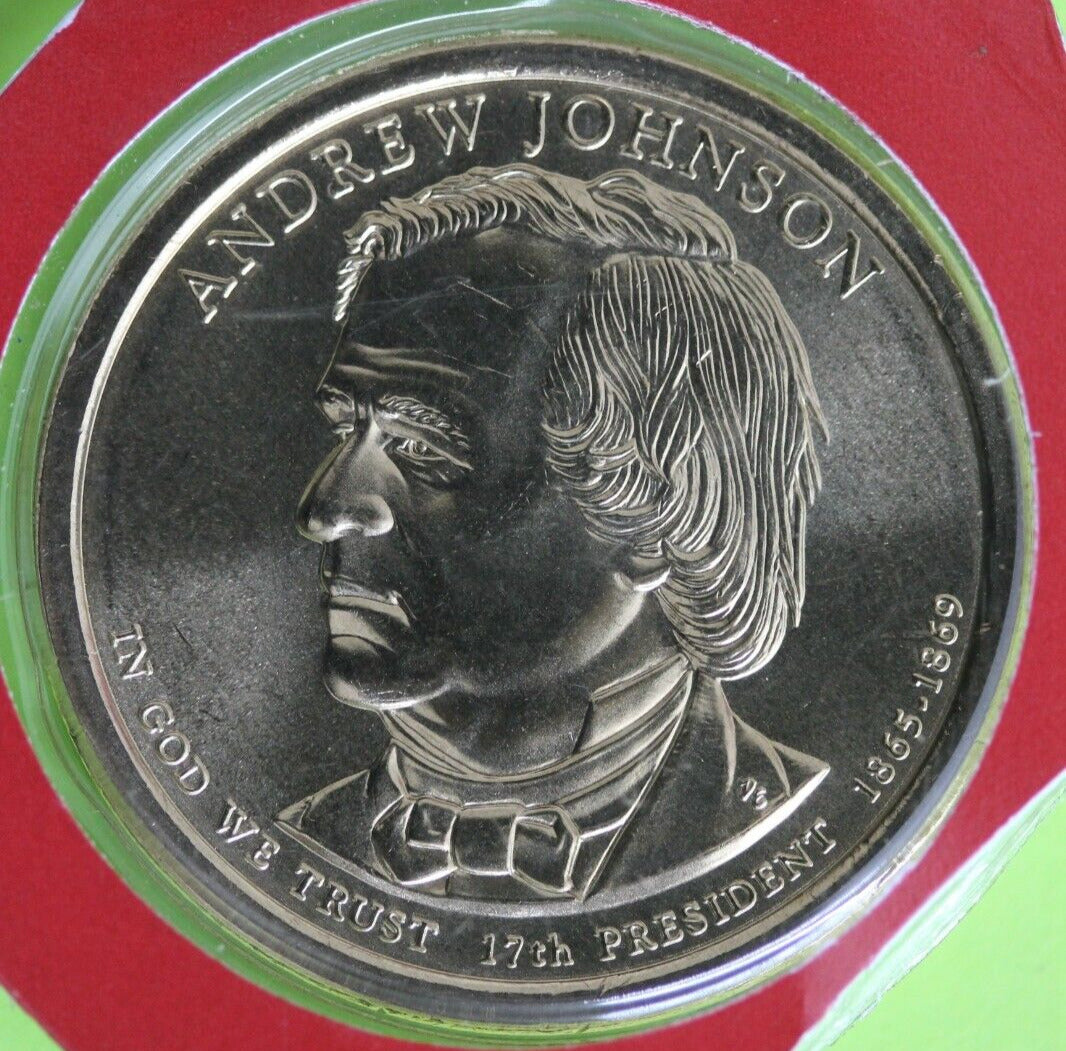 ANDREW JOHNSON
IN GOD WE TRUST 17th PRESIDENT 1865-1869